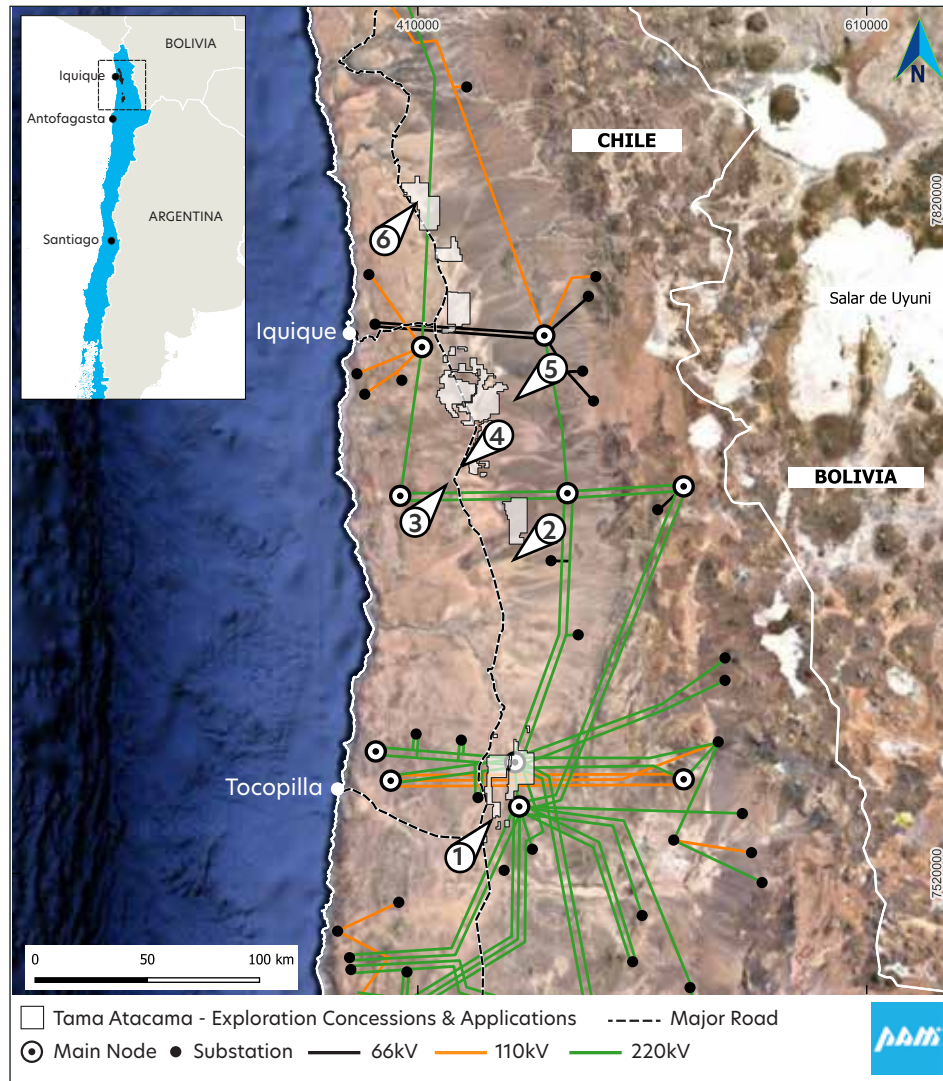 410000
610000
BOLIVIA
Iquique
Antofagasta
ARGENTINA
Santiago
N
CHILE
7820000
6
Salar de Uyuni
Iquique
5
4
BOLIVIA
3
2
Tocopilla
1
7520000
0 50 100 km
Tama Atacama - Exploration Concessions & Applications Major Road
Main Node Substation 66kV 110kV 220kV
pam